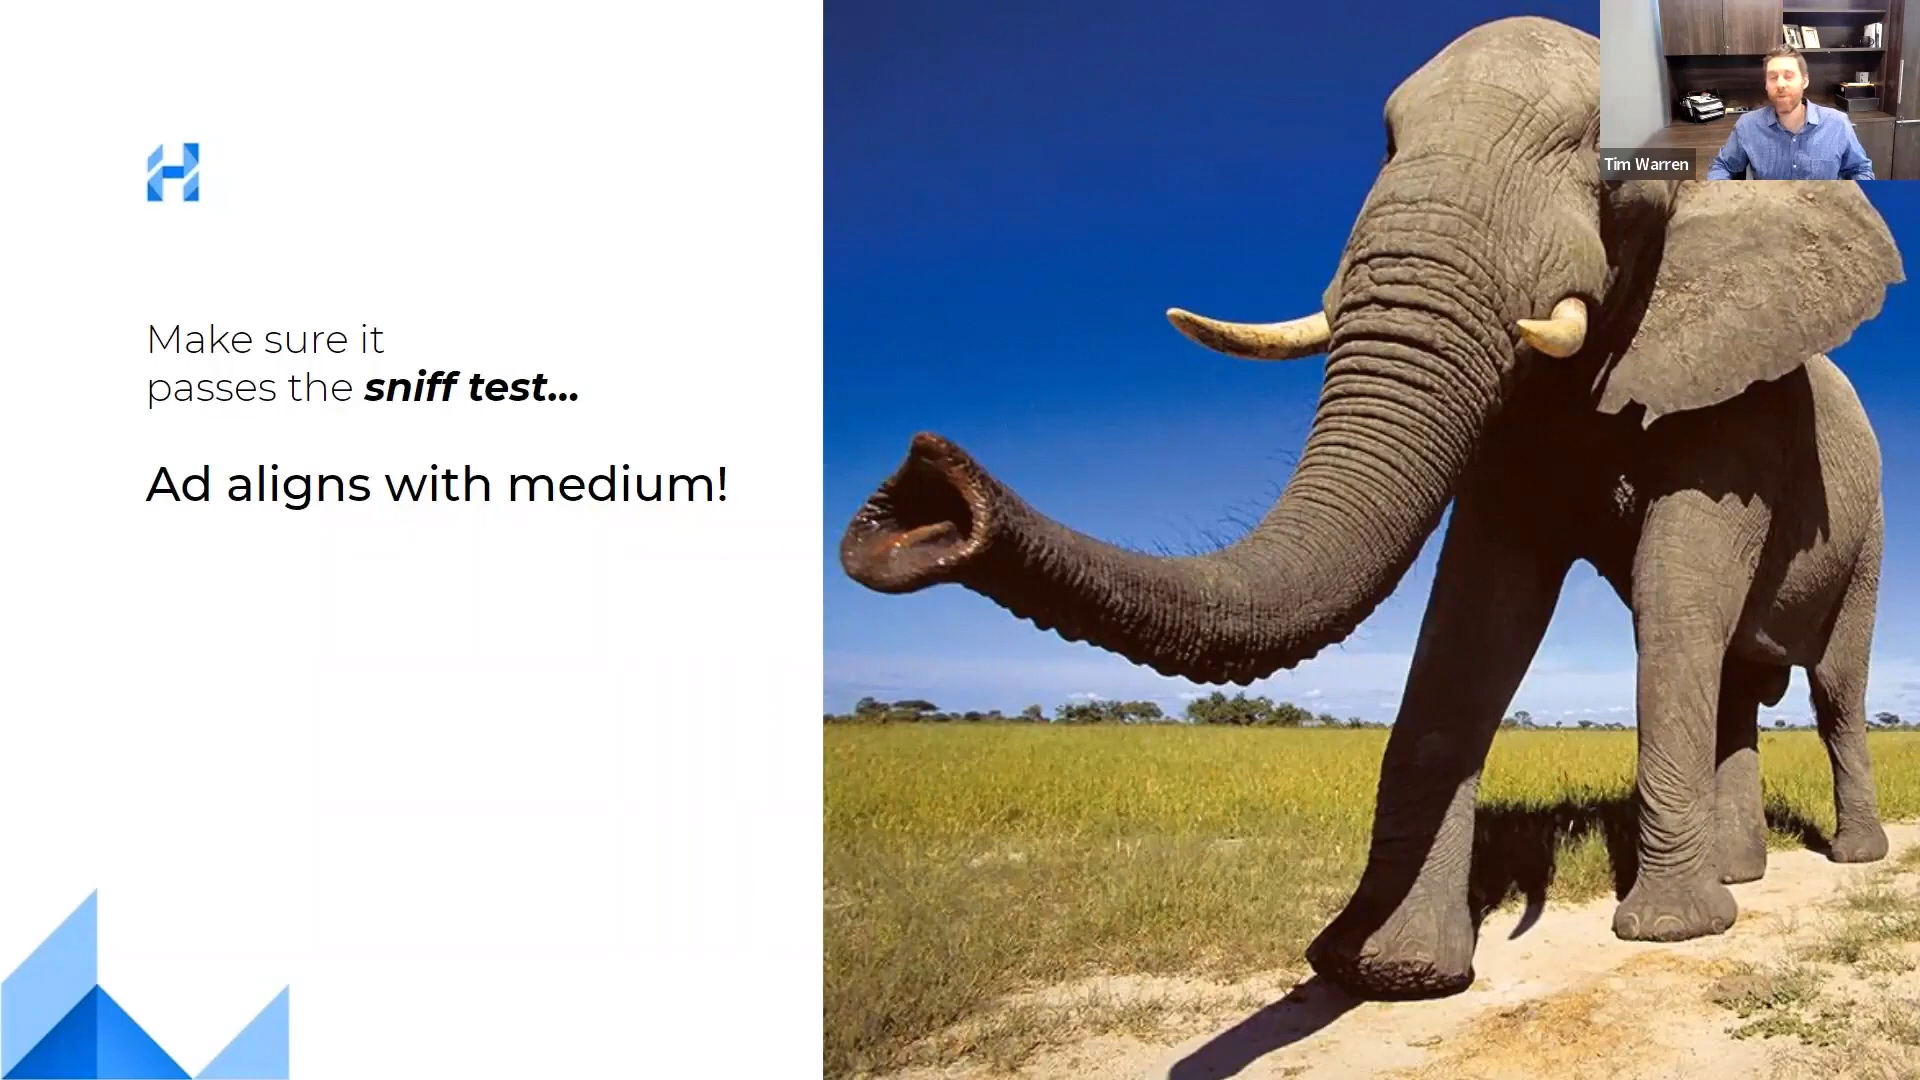 Make sure it
passes the sniff test...
Ad aligns with medium!
Tim Warren